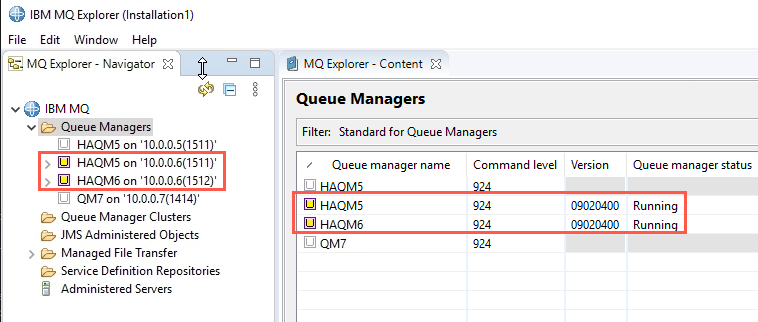 IBM MQ Explorer (Installation1)
File Edit Window Help
MQ Explorer - Navigator
IBM MQ
Queue Managers
HAQM5 on '10.0.0.5(1511)'
HAQM5 on '10.0.0.6(1511)'
HAQM6 on '10.0.0.6(1512)'
QM7 on '10.0.0.7(1414)'
Queue Manager Clusters
JMS Administered Objects
Managed File Transfer
Service Definition Repositories
Administered Servers
MQ Explorer - Content
Queue Managers
Filter: Standard for Queue Managers
Queue manager name Command level Version Queue manager status
HAQM5 924
HAQM5 924 09020400 Running
HAQM6 924 09020400 Running
QM7 924